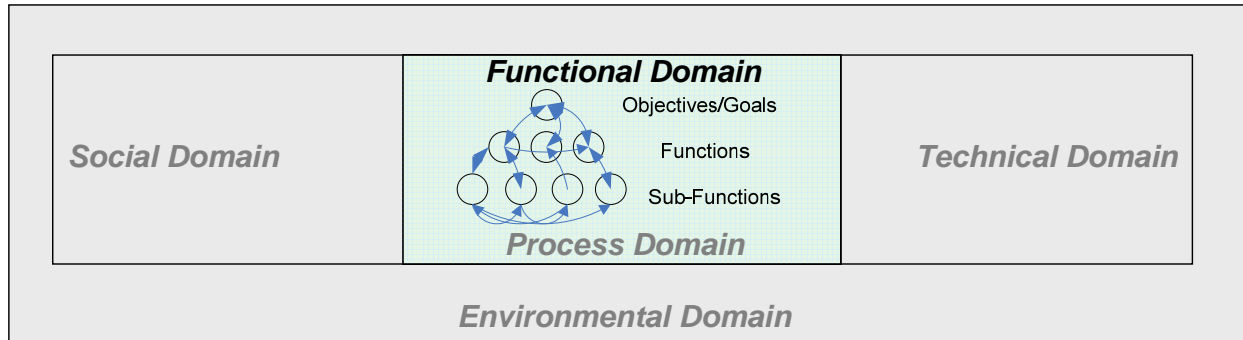 Functional Domain
Objectives/Goals
Social Domain
Functions
Technical Domain
Sub-Functions
Process Domain
Environmental Domain